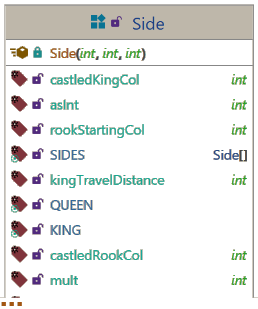 Side
Side(int, int, int)
castledKingCol int
asInt int
rookStartingCol int
SIDES Side[]
kingTravelDistance int
QUEEN
KING
castledRookCol int
mult int